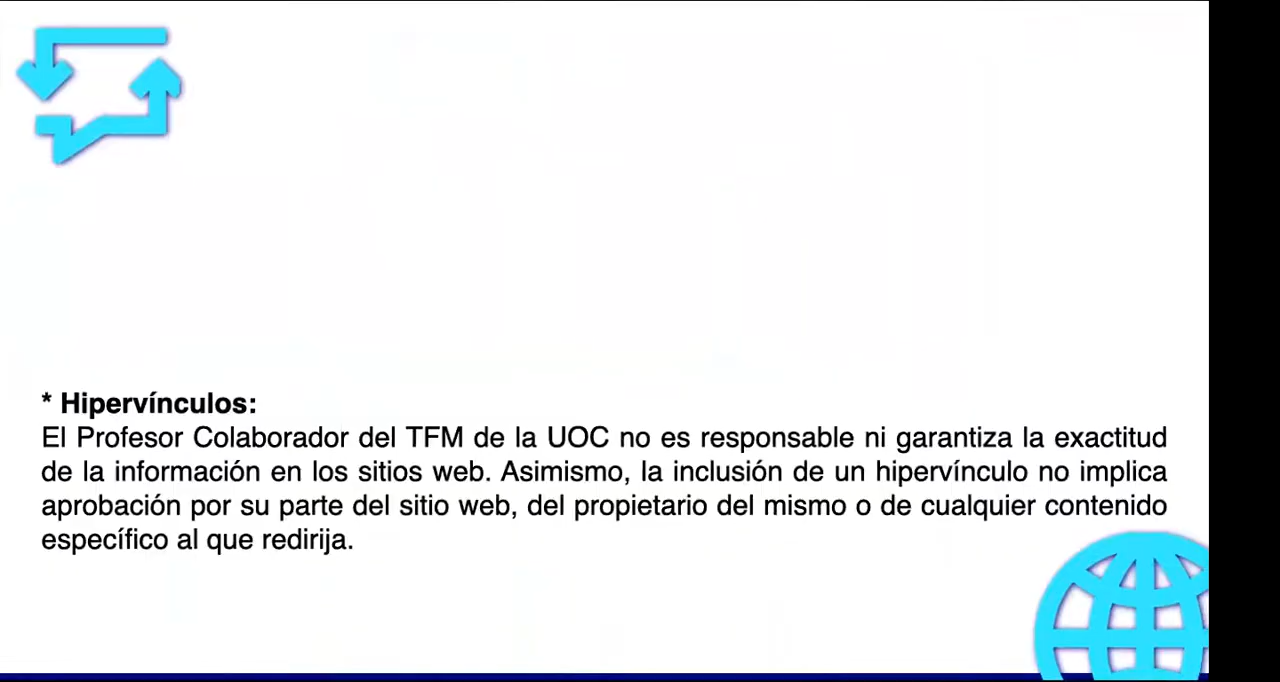 * Hipervínculos:
El Profesor Colaborador del TFM de la UOC no es responsable ni garantiza la exactitud
de la información en los sitios web. Asimismo, la inclusión de un hipervínculo no implica
aprobación por su parte del sitio web, del propietario del mismo o de cualquier contenido
específico al que redirija.